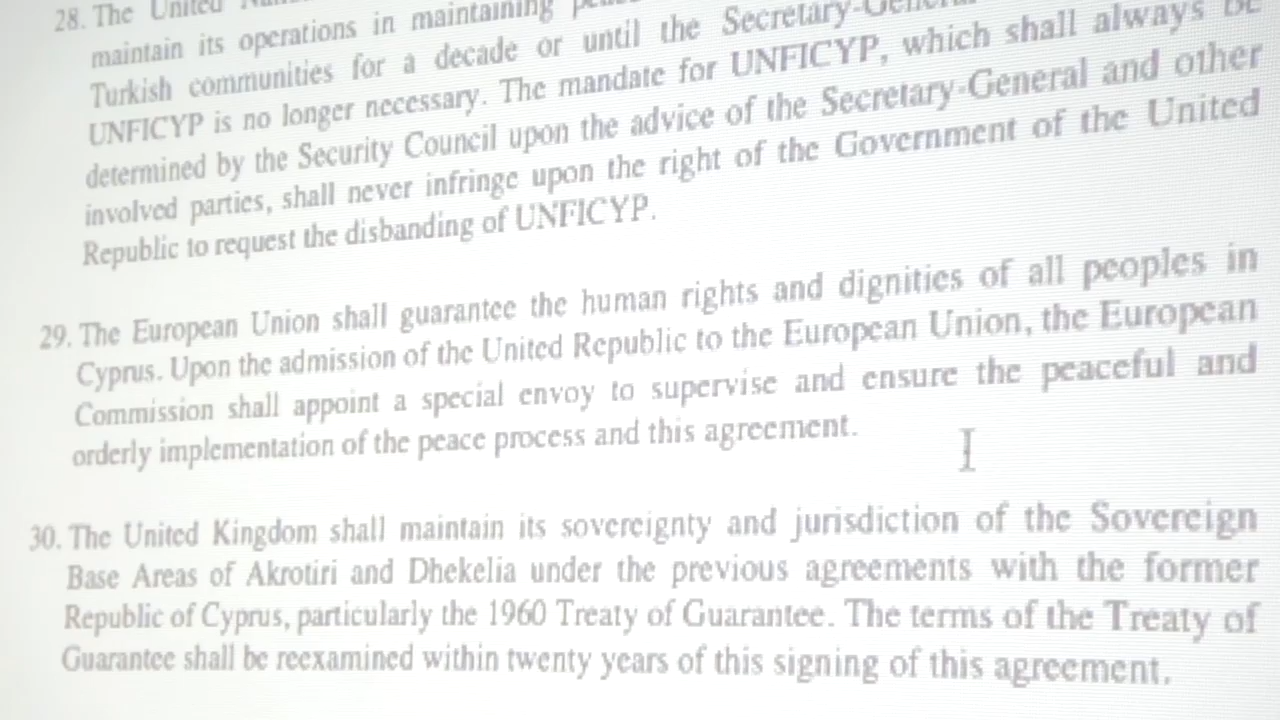 28. The United
maintain its operations in maintaining
Turkish communities for a decade or until the Secretary-General
UNFICYP is no longer necessary. The mandate for UNFICYP, which shall always be
determined by the Security Council upon the advice of the Secretary-General and other
involved parties, shall never infringe upon the right of the Government of the United
Republic to request the disbanding of UNFICYP.
29. The European Union shall guarantee the human rights and dignities of all peoples in
Cyprus. Upon the admission of the United Republic to the European Union, the European
Commission shall appoint a special envoy to supervise and ensure the peaceful and
orderly implementation of the peace process and this agreement.
30. The United Kingdom shall maintain its sovereignty and jurisdiction of the Sovereign
Base Areas of Akrotiri and Dhekelia under the previous agreements with the former
Republic of Cyprus, particularly the 1960 Treaty of Guarantee. The terms of the Treaty of
Guarantee shall be reexamined within twenty years of this signing of this agreement.